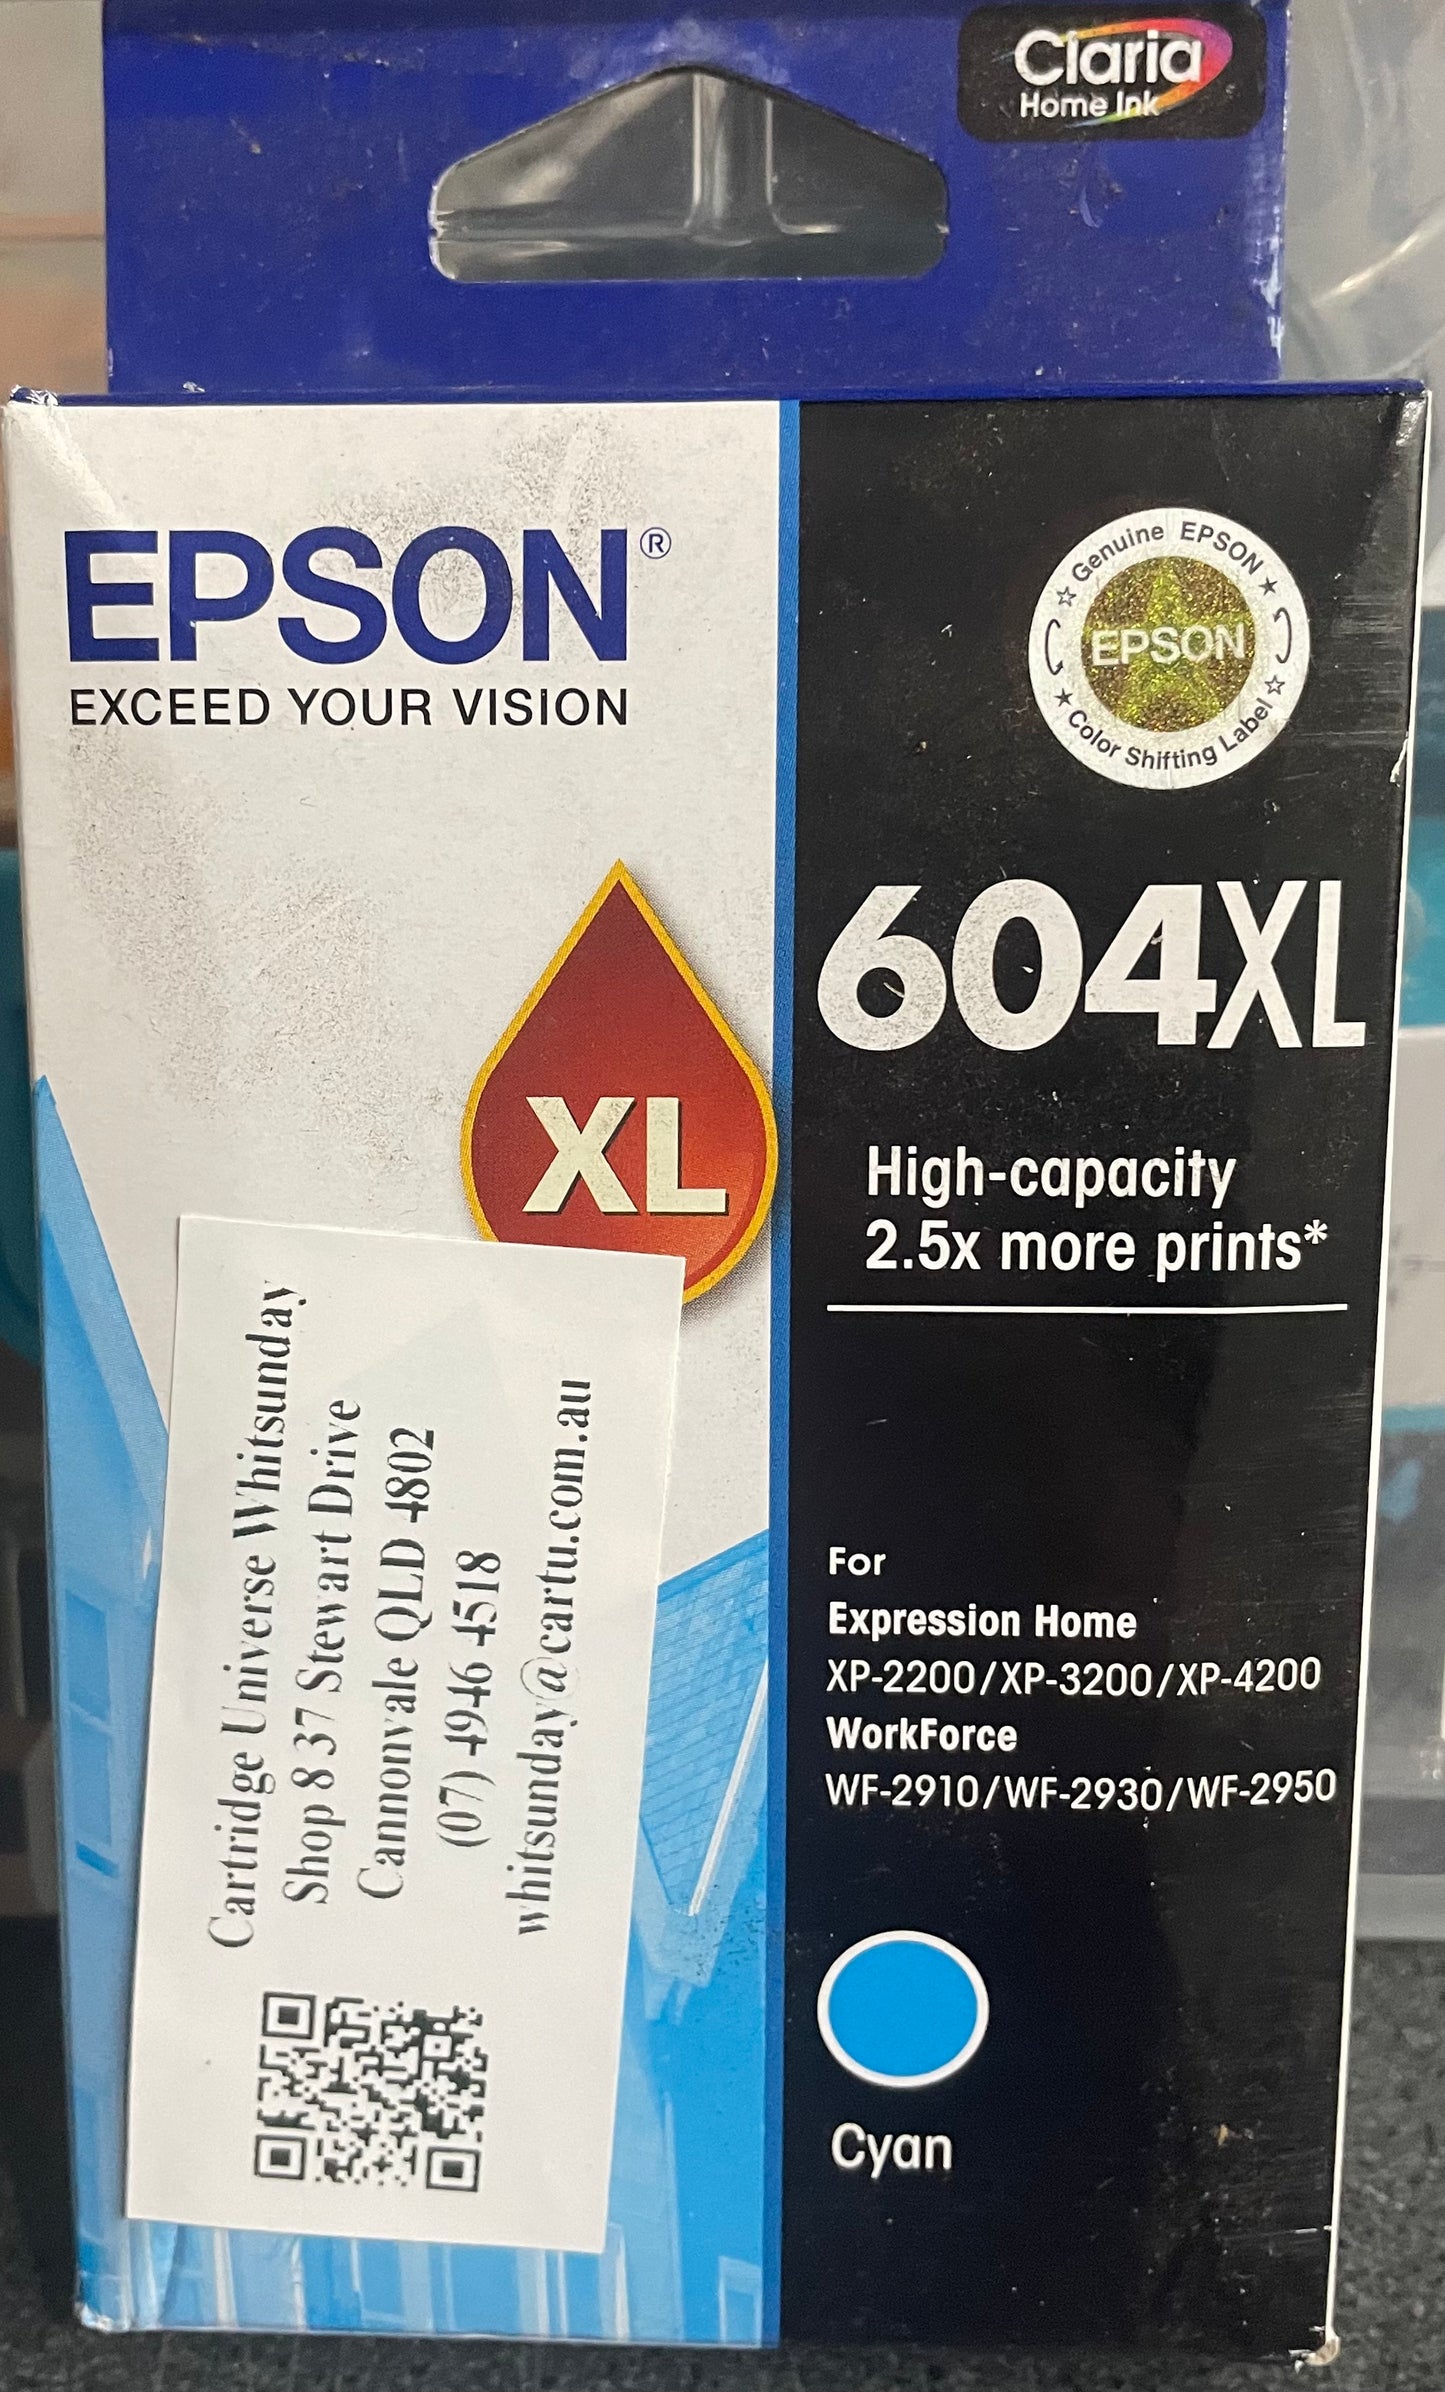 Claria
Home Ink
EPSON®
EXCEED YOUR VISION
☆ Genuine EPSON ★
EPSON
★ Color Shifting Label ☆
XL
604XL
High-capacity
2.5x more prints*
For
Expression Home
XP-2200/XP-3200/XP-4200
WorkForce
WF-2910/WF-2930/WF-2950
Cyan
Cartridge Universe Whitsunday
Shop 8 37 Stewart Drive
Cannonvale QLD 4802
(07) 4946 4518
whitsunday@cartu.com.au